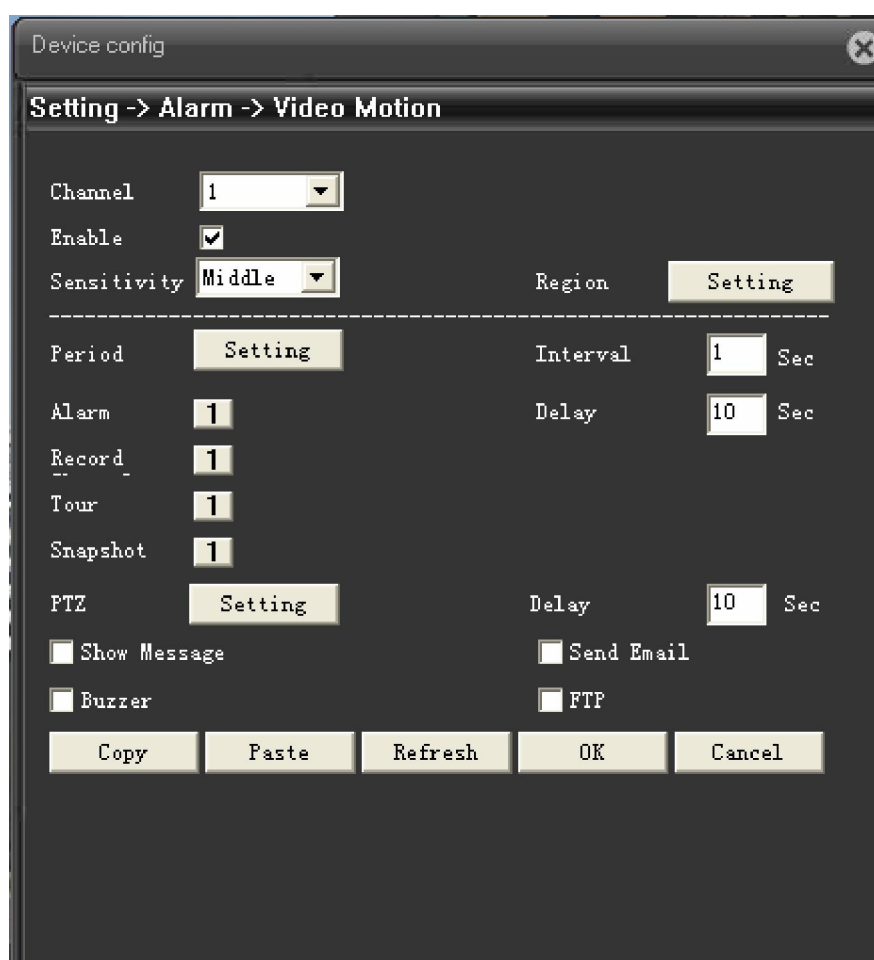 Device config
Setting -> Alarm -> Video Motion
Channel 1
Enable
Sensitivity Middle Region Setting
Period Setting Interval 1 Sec
Alarm 1 Delay 10 Sec
Record 1
Tour 1
Snapshot 1
PTZ Setting Delay 10 Sec
Show Message Send Email
Buzzer FTP
Copy Paste Refresh OK Cancel